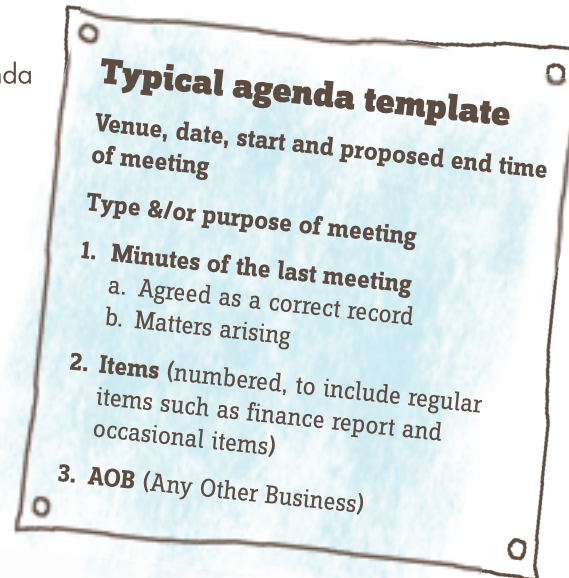 nda
Typical agenda template
Venue, date, start and proposed end time
of meeting
Type &/or purpose of meeting
1. Minutes of the last meeting
a. Agreed as a correct record
b. Matters arising
2. Items (numbered, to include regular
items such as finance report and
occasional items)
3. AOB (Any Other Business)